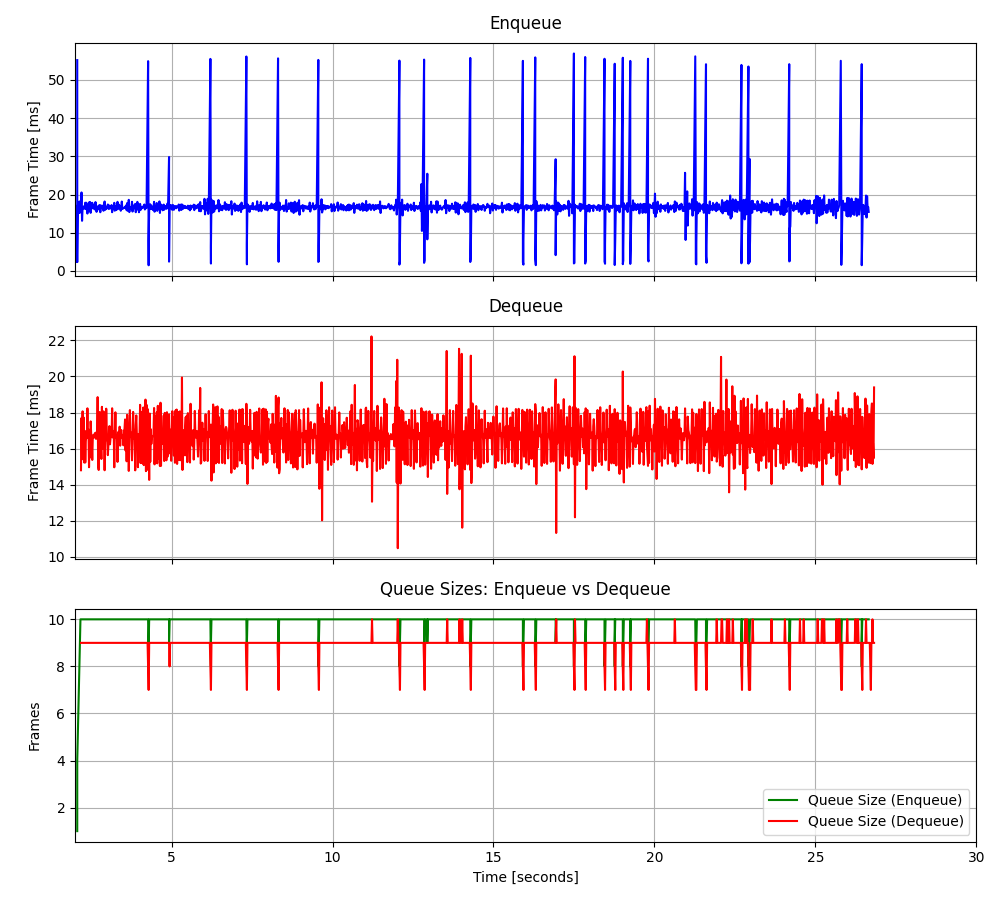 Enqueue
Frame Time [ms]
50
40
30
20
10
0
Dequeue
Frame Time [ms]
22
20
18
16
14
12
10
Queue Sizes: Enqueue vs Dequeue
Frames
10
8
6
4
2
Queue Size (Enqueue)
Queue Size (Dequeue)
5 10 15 20 25 30
Time [seconds]